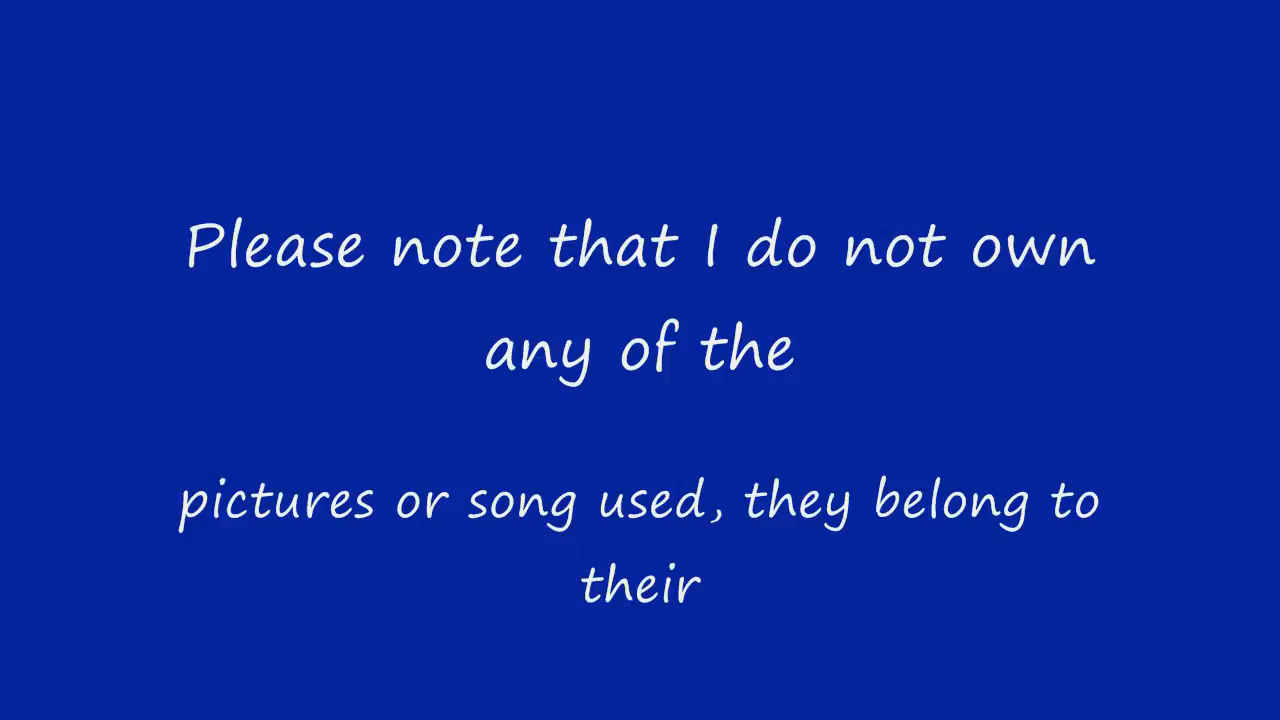 Please note that I do not own
any of the
pictures or song used, they belong to
their